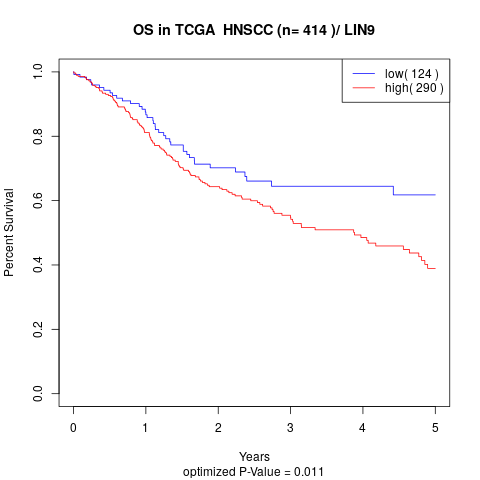 OS in TCGA  HNSCC (n= 414 )/ LIN9
low( 124 )
high( 290 )
Percent Survival
1.0
0.8
0.6
0.4
0.2
0.0
0 1 2 3 4 5
Years
optimized P-Value = 0.011